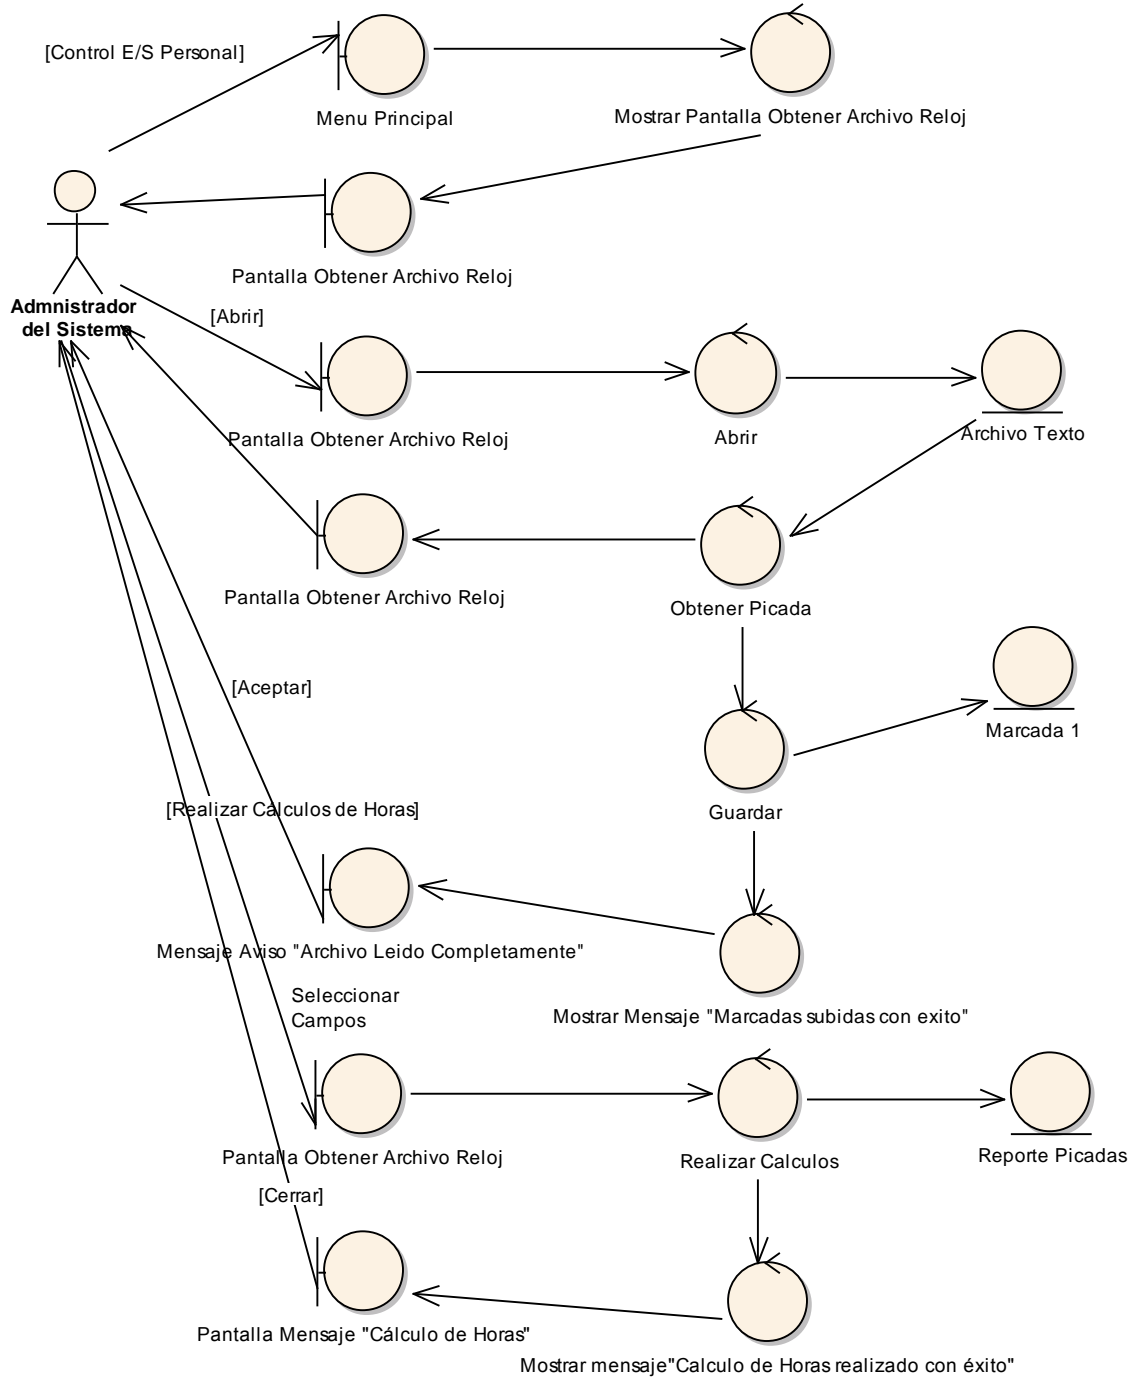 [Control E/S Personal]
Menu Principal
Mostrar Pantalla Obtener Archivo Reloj
Pantalla Obtener Archivo Reloj
Admnistrador
del Sistema
[Abrir]
Pantalla Obtener Archivo Reloj
Abrir
Archivo Texto
Pantalla Obtener Archivo Reloj
Obtener Picada
[Aceptar]
Marcada 1
[Realizar Cálculos de Horas]
Guardar
Mensaje Aviso "Archivo Leido Completamente"
Seleccionar
Campos
Mostrar Mensaje "Marcadas subidas con exito"
Pantalla Obtener Archivo Reloj
Realizar Calculos
Reporte Picadas
[Cerrar]
Pantalla Mensaje "Cálculo de Horas"
Mostrar mensaje"Calculo de Horas realizado con éxito"